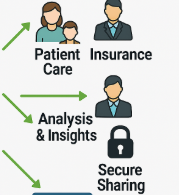 Patient
Care
Insurance
Analysis
& Insights
Secure
Sharing